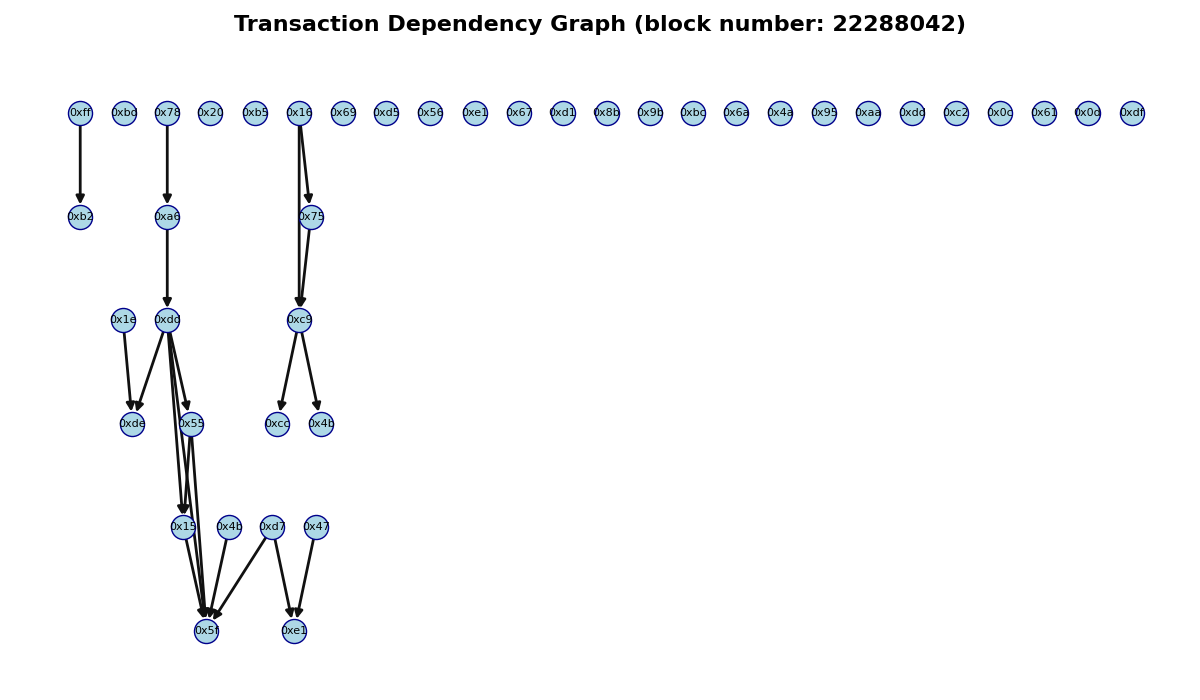 Transaction Dependency Graph (block number: 22288042)
0xff 0xbd 0x78 0x20 0xb5 0x16 0x69 0xd5 0x56 0xe1 0x67 0xd1 0x8b 0x9b 0xbc 0x6a 0x4a 0x95 0xaa 0xdd 0xc2 0x0c 0x61 0x0d 0xdf
0xb2 0xa6 0x75
0x1e 0xdd 0xc9
0xde 0x55 0xcc 0x4b
0x15 0x4b 0xd7 0x47
0x5f 0xe1